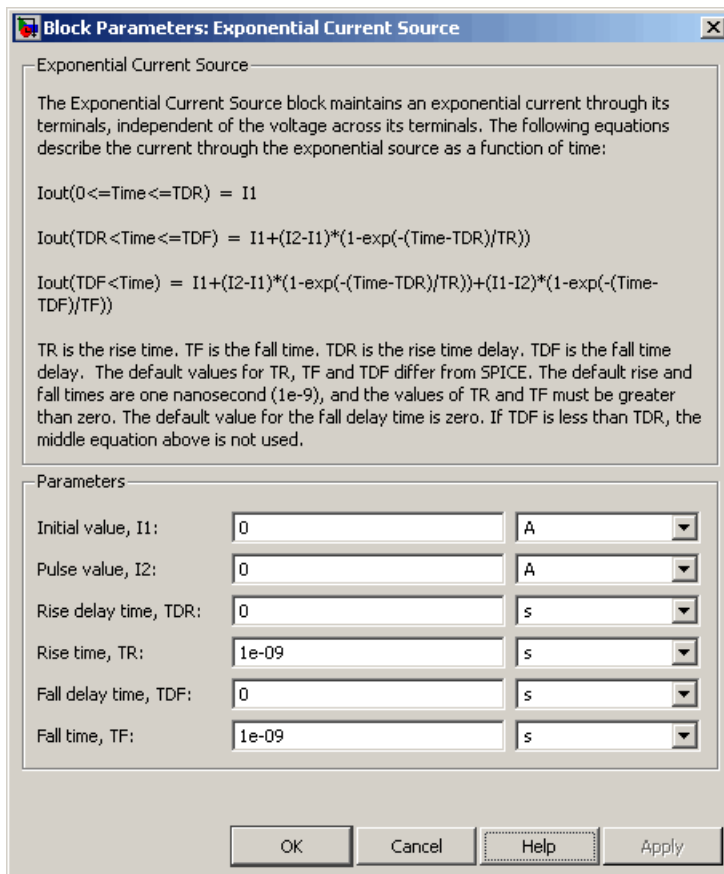 Block Parameters: Exponential Current Source
Exponential Current Source
The Exponential Current Source block maintains an exponential current through its
terminals, independent of the voltage across its terminals. The following equations
describe the current through the exponential source as a function of time:
Iout(0<=Time<=TDR) = I1
Iout(TDR<Time<=TDF) = I1+(I2-I1)*(1-exp(-(Time-TDR)/TR))
Iout(TDF<Time) = I1+(I2-I1)*(1-exp(-(Time-TDR)/TR))+(I1-I2)*(1-exp(-(Time-
TDF)/TF))
TR is the rise time. TF is the fall time. TDR is the rise time delay. TDF is the fall time
delay. The default values for TR, TF and TDF differ from SPICE. The default rise and
fall times are one nanosecond (1e-9), and the values of TR and TF must be greater
than zero. The default value for the fall delay time is zero. If TDF is less than TDR, the
middle equation above is not used.
Parameters
Initial value, I1: 0 A
Pulse value, I2: 0 A
Rise delay time, TDR: 0 s
Rise time, TR: 1e-09 s
Fall delay time, TDF: 0 s
Fall time, TF: 1e-09 s
OK Cancel Help Apply